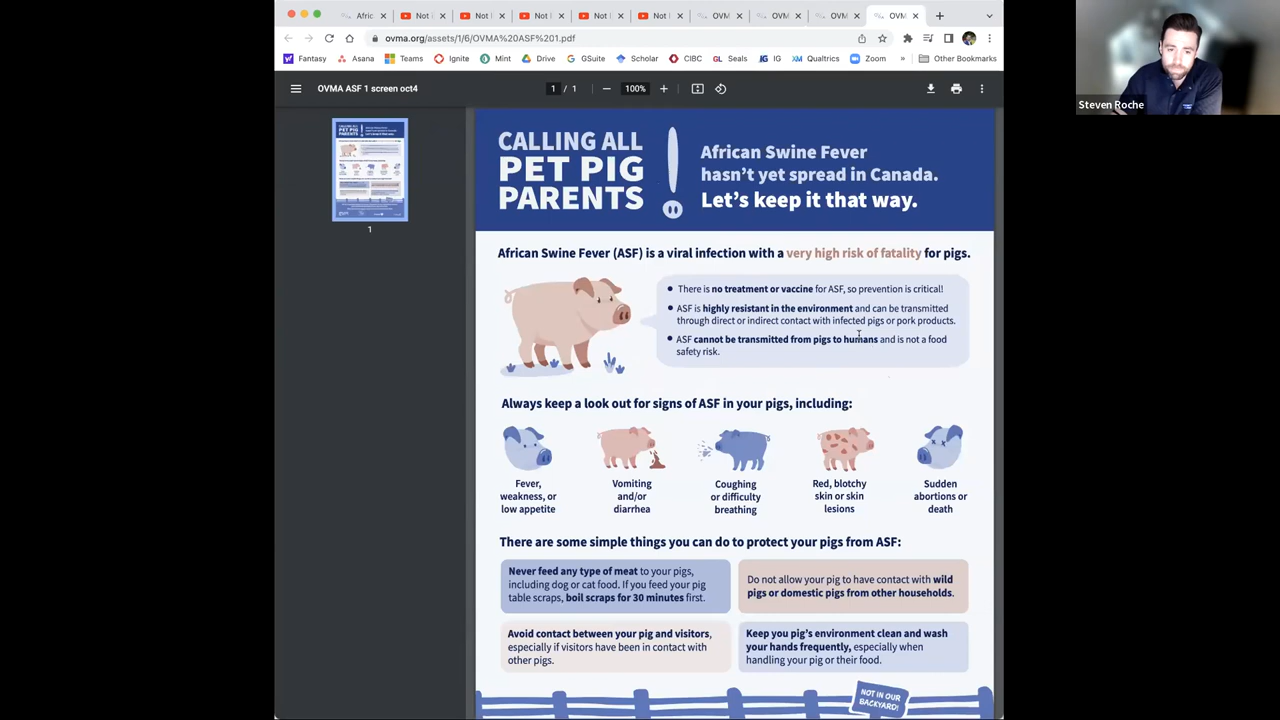 Afric
Not
Not
Not
Not
Not
OVM
OVM
OVM
OVM
ovma.org/assets/1/6/OVMA%20ASF%201.pdf
Fantasy
Asana
Teams
Ignite
Mint
Drive
GSuite
Scholar
CIBC
GL Seals
IG
XM Qualtrics
Zoom
»
Other Bookmarks
OVMA ASF 1 screen oct4
1 / 1
100%
1
Steven Roche
CALLING ALL
PET PIG
PARENTS
African Swine Fever
hasn't yet spread in Canada.
Let's keep it that way.
African Swine Fever (ASF) is a viral infection with a very high risk of fatality for pigs.
There is no treatment or vaccine for ASF, so prevention is critical!
ASF is highly resistant in the environment and can be transmitted
through direct or indirect contact with infected pigs or pork products.
ASF cannot be transmitted from pigs to humans and is not a food
safety risk.
Always keep a look out for signs of ASF in your pigs, including:
Fever,
weakness, or
low appetite
Vomiting
and/or
diarrhea
Coughing
or difficulty
breathing
Red, blotchy
skin or skin
lesions
Sudden
abortions or
death
There are some simple things you can do to protect your pigs from ASF:
Never feed any type of meat to your pigs,
including dog or cat food. If you feed your pig
table scraps, boil scraps for 30 minutes first.
Do not allow your pig to have contact with wild
pigs or domestic pigs from other households.
Avoid contact between your pig and visitors,
especially if visitors have been in contact with
other pigs.
Keep you pig's environment clean and wash
your hands frequently, especially when
handling your pig or their food.
NOT IN OUR
BACKYARD!